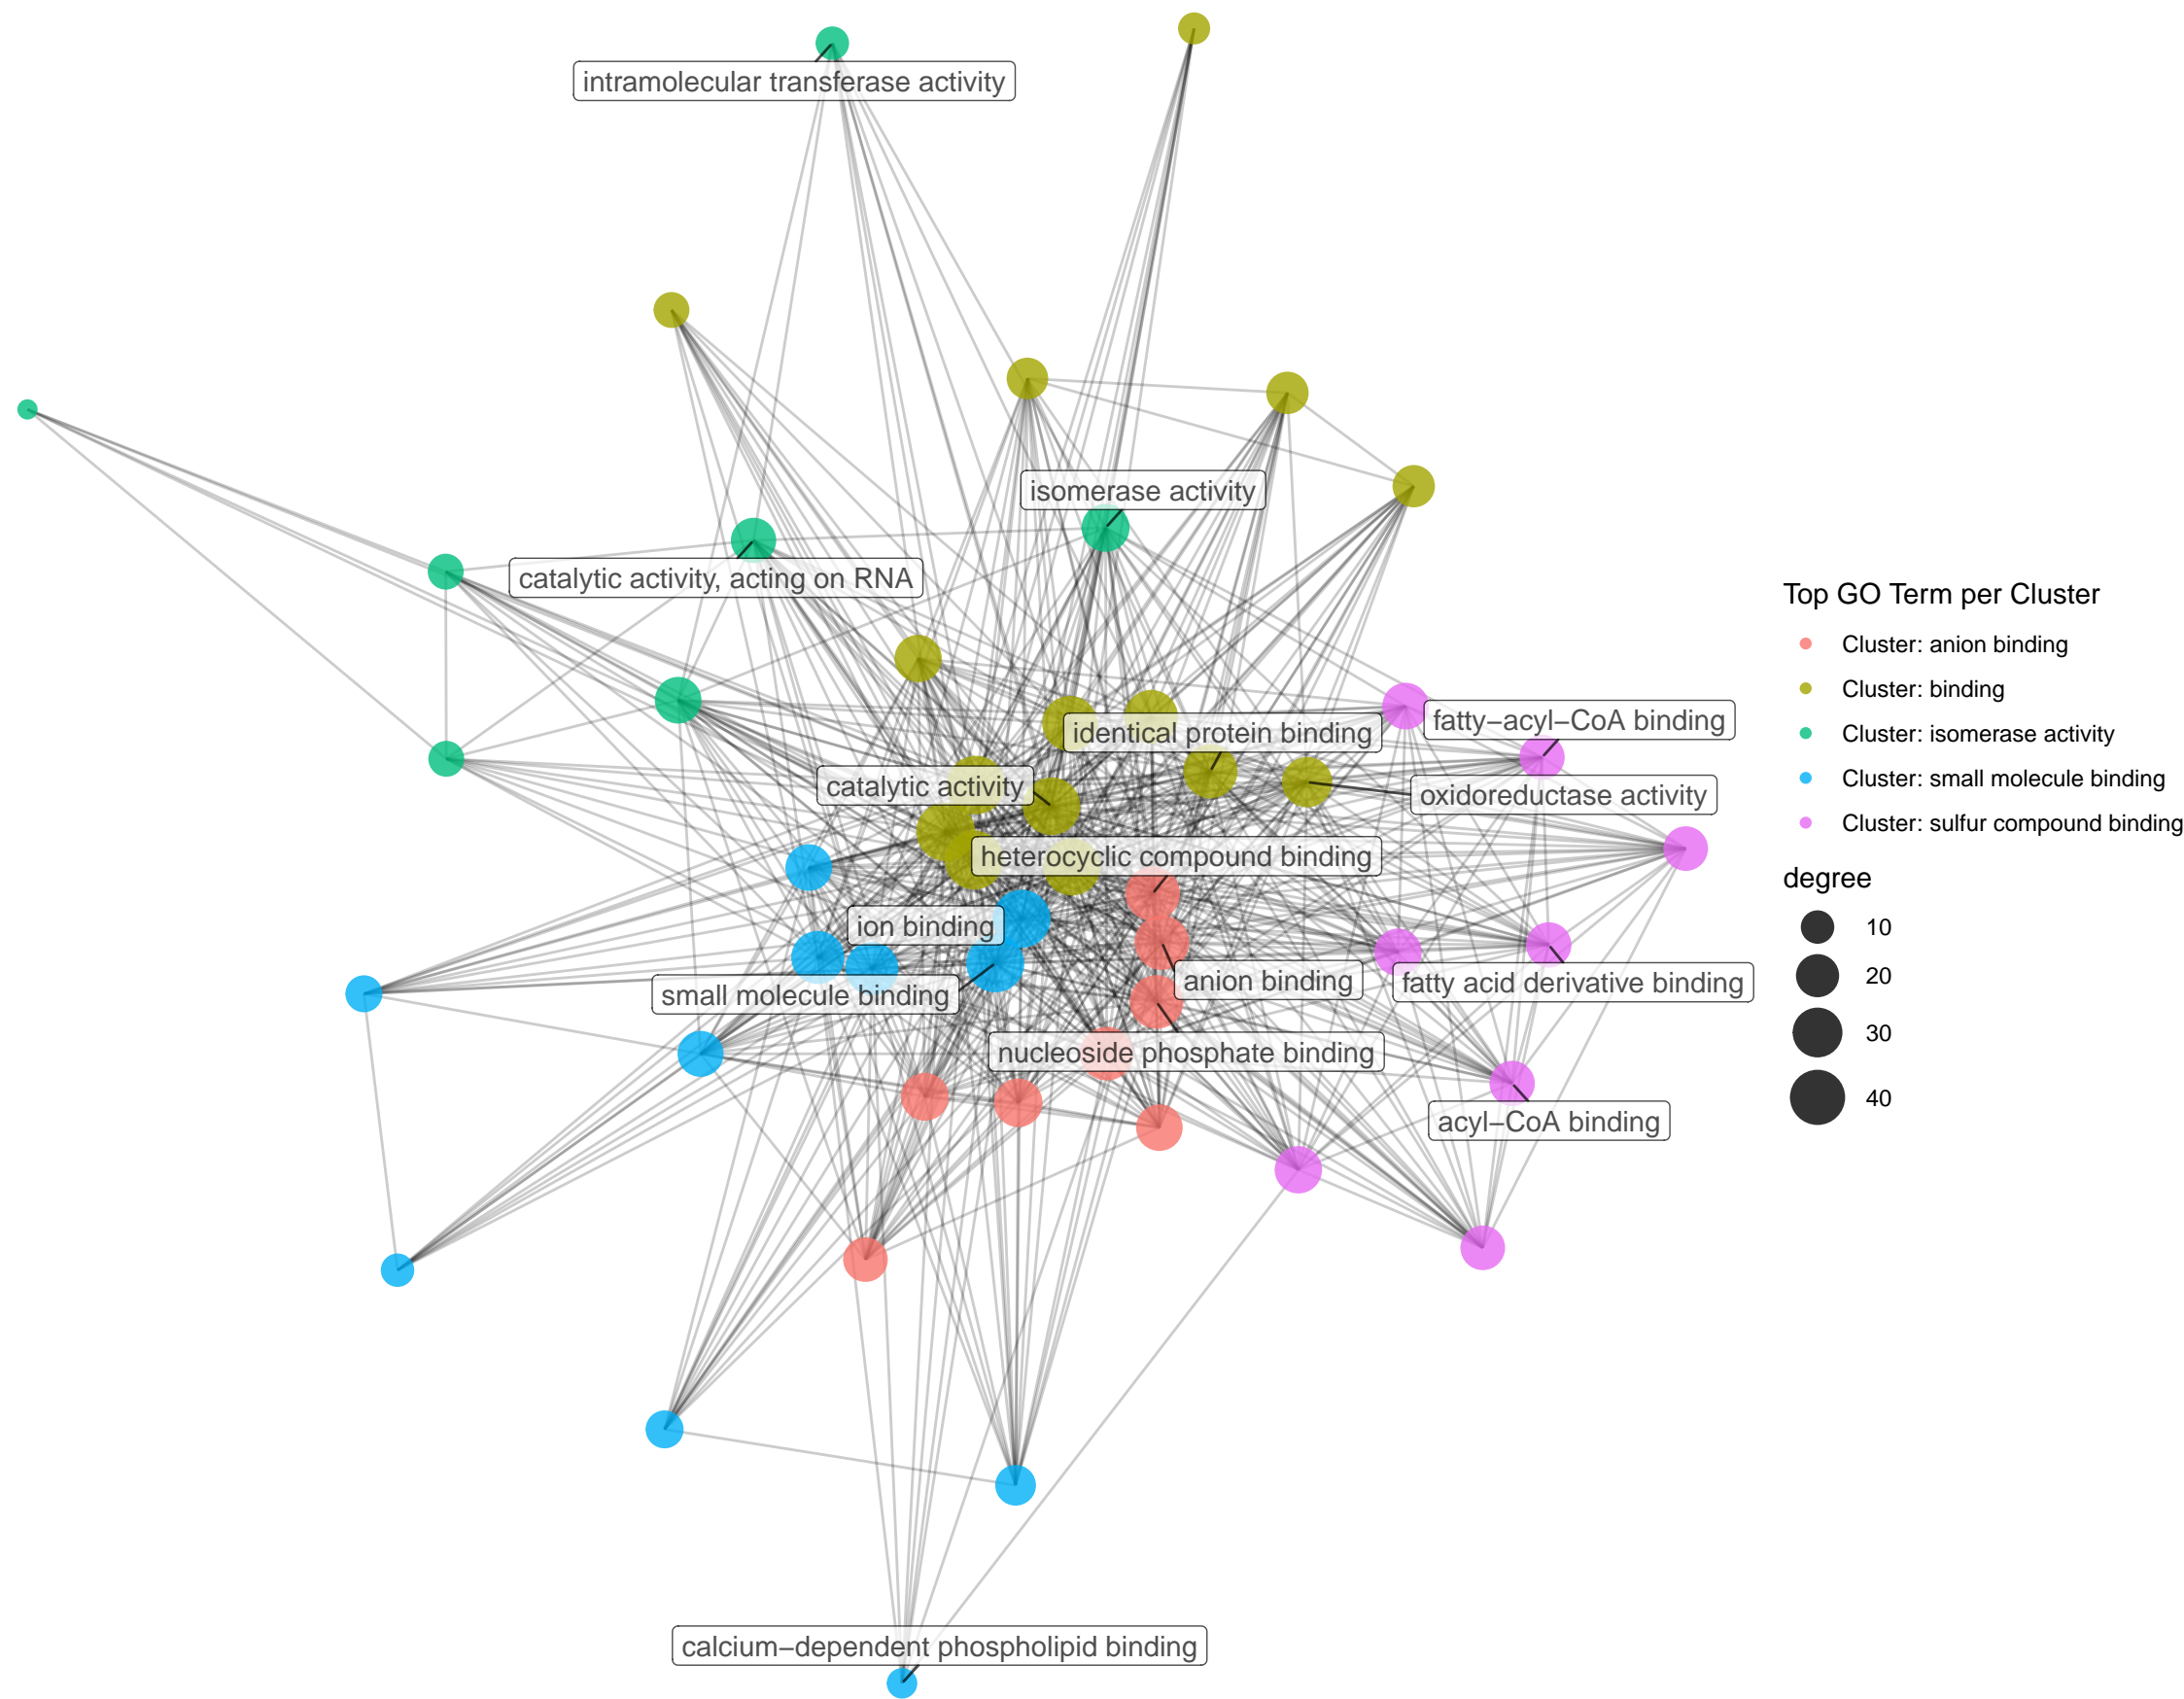 intramolecular transferase activity
isomerase activity
catalytic activity, acting on RNA
fatty−acyl−CoA binding
identical protein binding
catalytic activity
oxidoreductase activity
heterocyclic compound binding
ion binding
anion binding
fatty acid derivative binding
small molecule binding
nucleoside phosphate binding
acyl−CoA binding
calcium−dependent phospholipid binding
Top GO Term per Cluster
Cluster: anion binding
Cluster: binding
Cluster: isomerase activity
Cluster: small molecule binding
Cluster: sulfur compound binding
degree
10
20
30
40